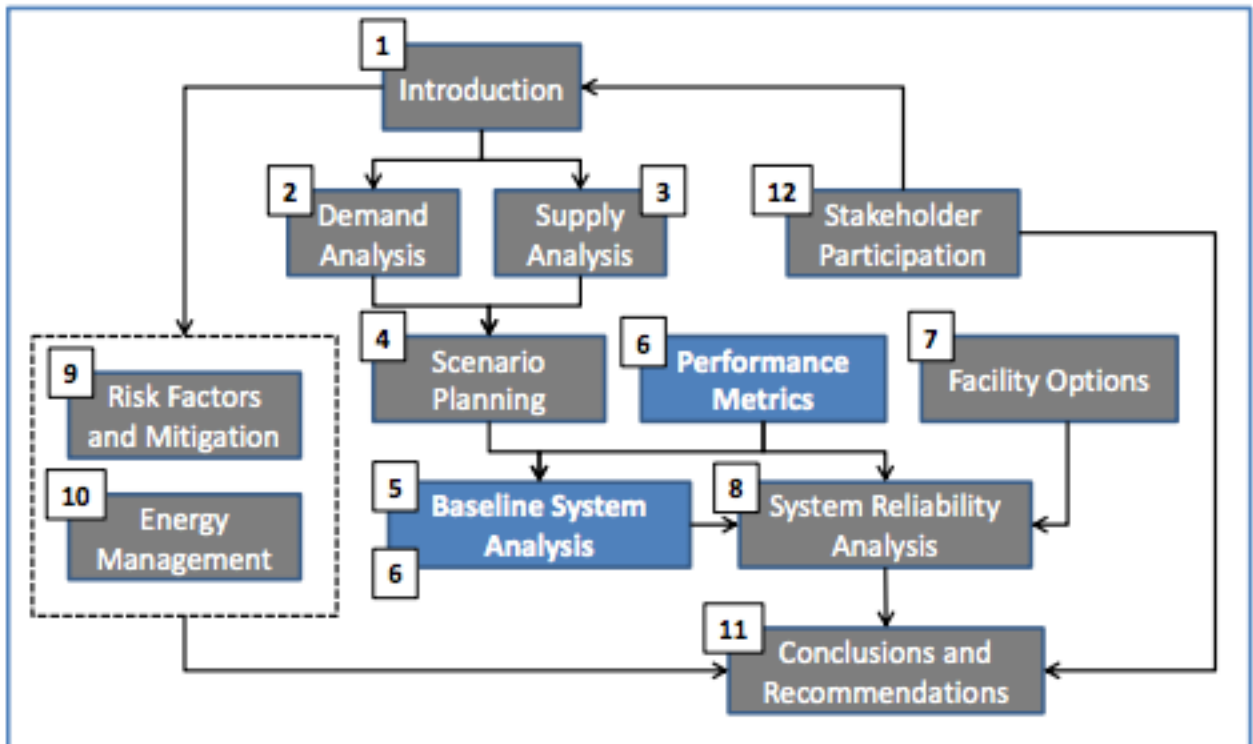 1
Introduction
2
Demand
Analysis
Supply
Analysis
3
12
Stakeholder
Participation
4
Scenario
Planning
6
Performance
Metrics
7
Facility Options
9
Risk Factors
and Mitigation
10
Energy
Management
5
Baseline System
Analysis
6
8
System Reliability
Analysis
11
Conclusions and
Recommendations